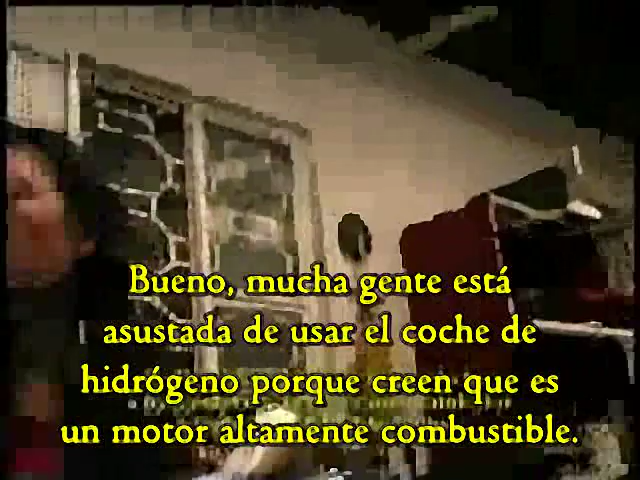 Bueno, mucha gente está
asustada de usar el coche de
hidrógeno porque creen que es
un motor altamente combustible.